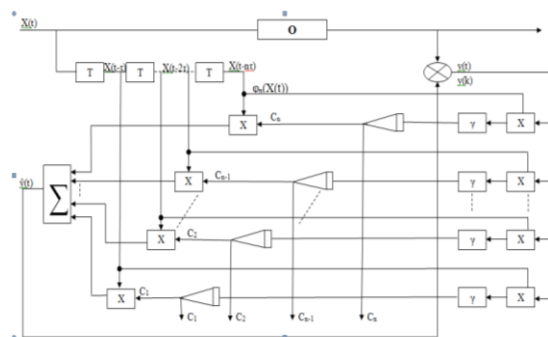 X(t)
O
T
X(t-τ)
T
X(t-2τ)
T
X(t-nτ)
v(t)
v(k)
φn(X(t))
X
Cn
γ
X
ŷ(t)
∑
X
Cn-1
γ
X
X
C2
γ
X
X
C1
γ
X
C1
C2
Cn-1
Cn